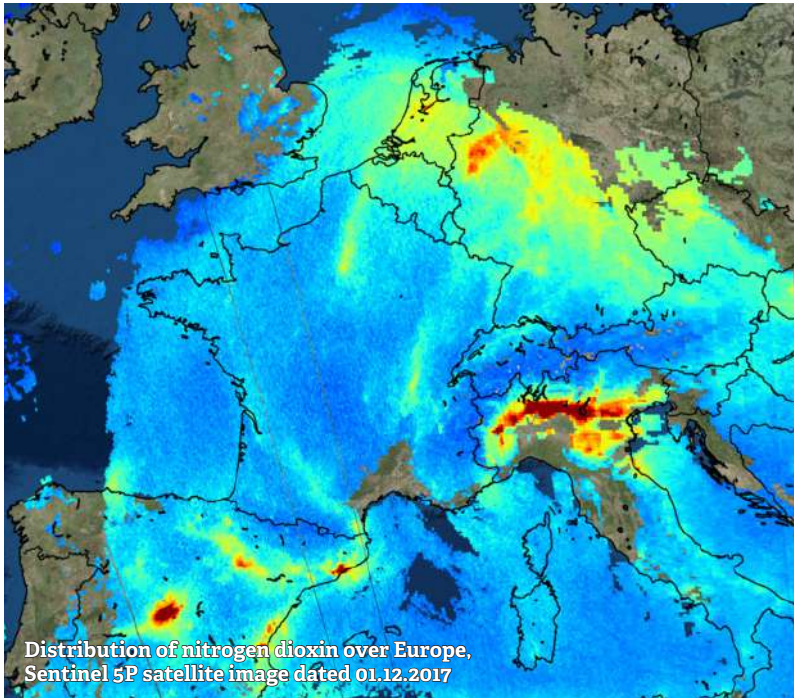 Distribution of nitrogen dioxin over Europe,
Sentinel 5P satellite image dated 01.12.2017